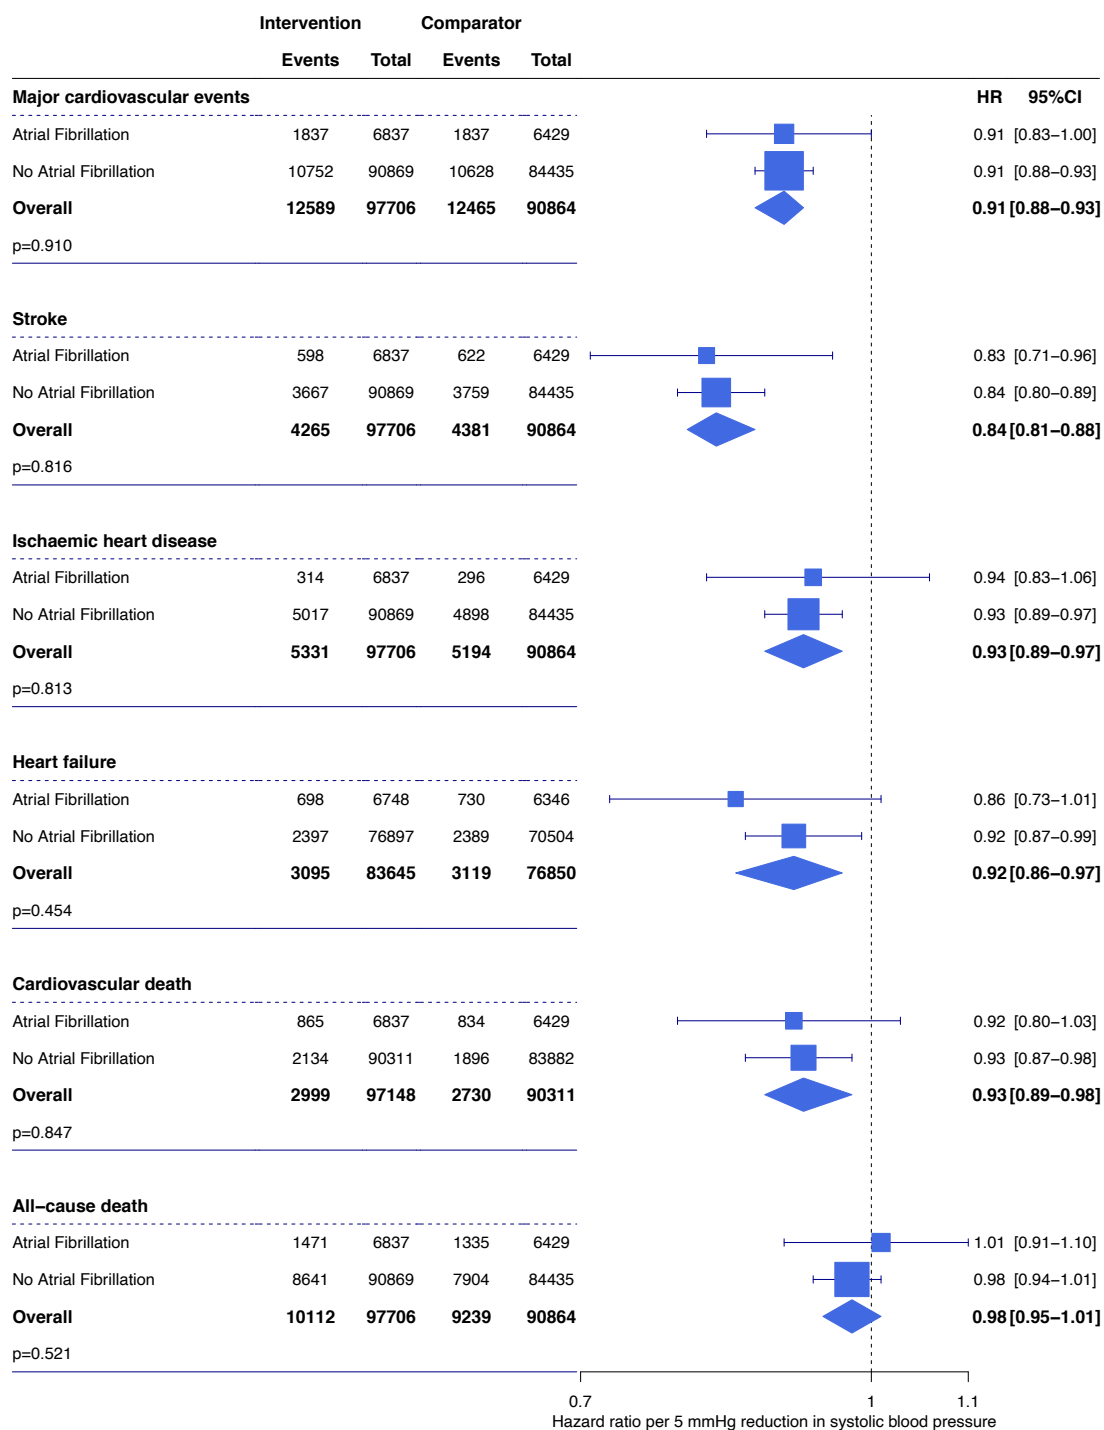 Intervention Comparator
Events Total Events Total
Major cardiovascular events HR 95%CI
Atrial Fibrillation 1837 6837 1837 6429 0.91 [0.83–1.00]
No Atrial Fibrillation 10752 90869 10628 84435 0.91 [0.88–0.93]
Overall 12589 97706 12465 90864 0.91 [0.88–0.93]
p=0.910
Stroke
Atrial Fibrillation 598 6837 622 6429 0.83 [0.71–0.96]
No Atrial Fibrillation 3667 90869 3759 84435 0.84 [0.80–0.89]
Overall 4265 97706 4381 90864 0.84 [0.81–0.88]
p=0.816
Ischaemic heart disease
Atrial Fibrillation 314 6837 296 6429 0.94 [0.83–1.06]
No Atrial Fibrillation 5017 90869 4898 84435 0.93 [0.89–0.97]
Overall 5331 97706 5194 90864 0.93 [0.89–0.97]
p=0.813
Heart failure
Atrial Fibrillation 698 6748 730 6346 0.86 [0.73–1.01]
No Atrial Fibrillation 2397 76897 2389 70504 0.92 [0.87–0.99]
Overall 3095 83645 3119 76850 0.92 [0.86–0.97]
p=0.454
Cardiovascular death
Atrial Fibrillation 865 6837 834 6429 0.92 [0.80–1.03]
No Atrial Fibrillation 2134 90311 1896 83882 0.93 [0.87–0.98]
Overall 2999 97148 2730 90311 0.93 [0.89–0.98]
p=0.847
All–cause death
Atrial Fibrillation 1471 6837 1335 6429 1.01 [0.91–1.10]
No Atrial Fibrillation 8641 90869 7904 84435 0.98 [0.94–1.01]
Overall 10112 97706 9239 90864 0.98 [0.95–1.01]
p=0.521
0.7 1 1.1
Hazard ratio per 5 mmHg reduction in systolic blood pressure